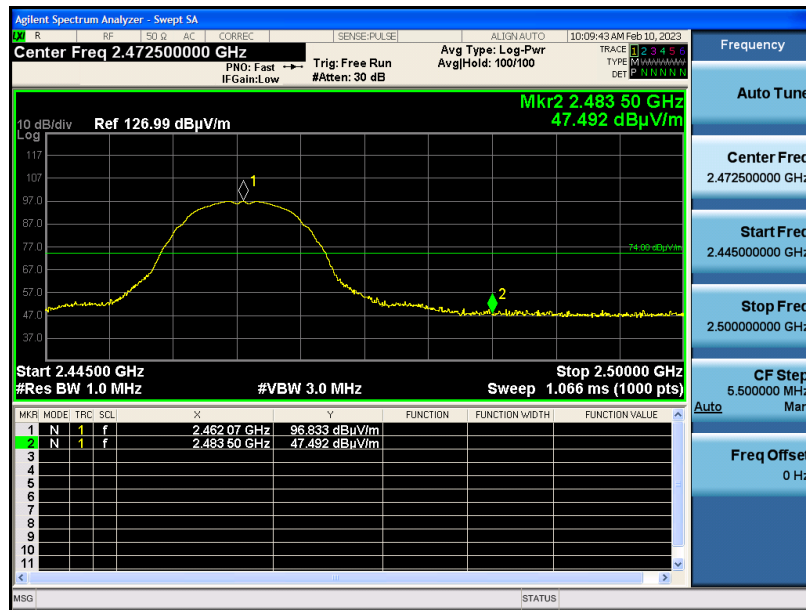 Agilent Spectrum Analyzer - Swept SA
LXI R RF 50 Ω AC CORREC SENSE:PULSE ALIGN AUTO 10:09:43 AM Feb 10, 2023
Center Freq 2.472500000 GHz
PNO: Fast
IFGain:Low
Trig: Free Run
#Atten: 30 dB
Avg Type: Log-Pwr
Avg|Hold: 100/100
TRACE 1 2 3 4 5 6
TYPE M
DET P N N N N N
Mkr2 2.483 50 GHz
47.492 dBµV/m
10 dB/div Ref 126.99 dBµV/m
Log
117
107
97.0
87.0
77.0
67.0
57.0
47.0
37.0
1
74.00 dBµV/m
2
Start 2.44500 GHz Stop 2.50000 GHz
#Res BW 1.0 MHz #VBW 3.0 MHz Sweep 1.066 ms (1000 pts)
MKR MODE TRC SCL X Y FUNCTION FUNCTION WIDTH FUNCTION VALUE
1 N 1 f 2.462 07 GHz 96.833 dBµV/m
2 N 1 f 2.483 50 GHz 47.492 dBµV/m
3
4
5
6
7
8
9
10
11
MSG STATUS
Frequency
Auto Tune
Center Freq
2.472500000 GHz
Start Freq
2.445000000 GHz
Stop Freq
2.500000000 GHz
CF Step
5.500000 MHz
Auto Man
Freq Offset
0 Hz